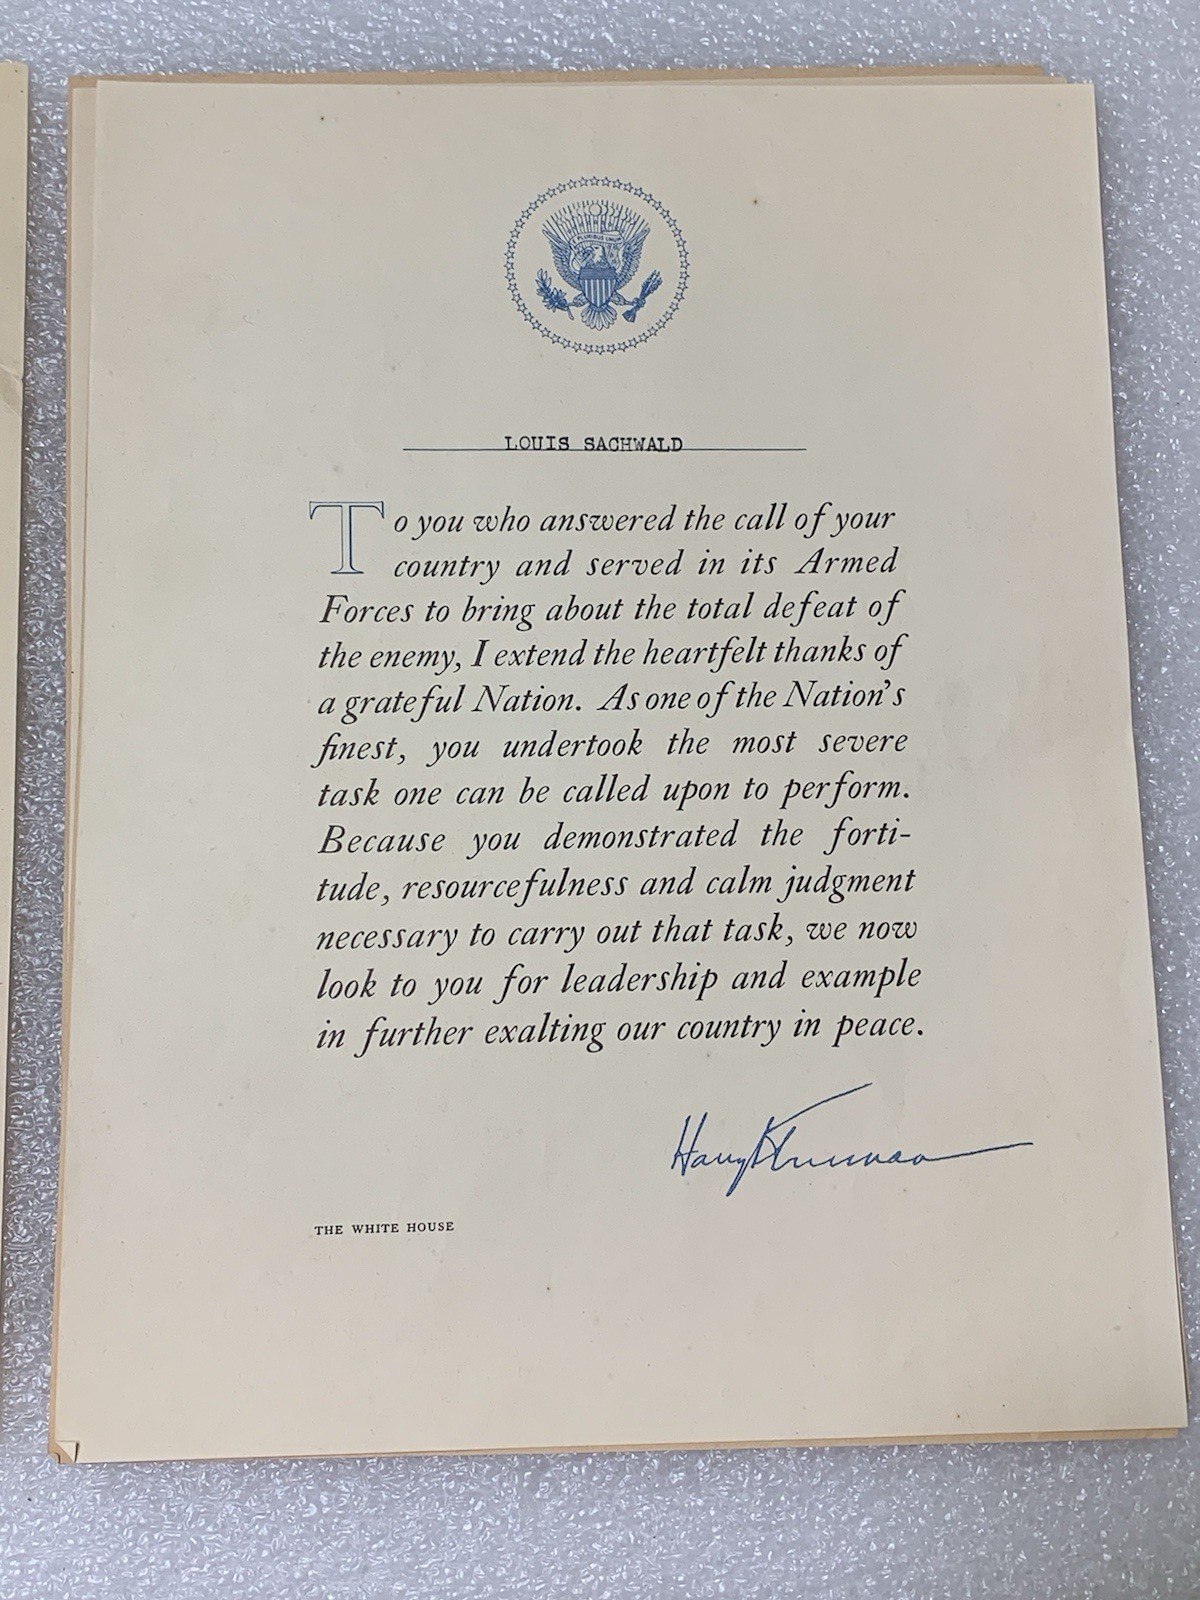 PLURIBUS UNUM
LOUIS SACHWALD
To you who answered the call of your
country and served in its Armed
Forces to bring about the total defeat of
the enemy, I extend the heartfelt thanks of
a grateful Nation. As one of the Nation's
finest, you undertook the most severe
task one can be called upon to perform.
Because you demonstrated the forti-
tude, resourcefulness and calm judgment
necessary to carry out that task, we now
look to you for leadership and example
in further exalting our country in peace.
Harry Truman
THE WHITE HOUSE